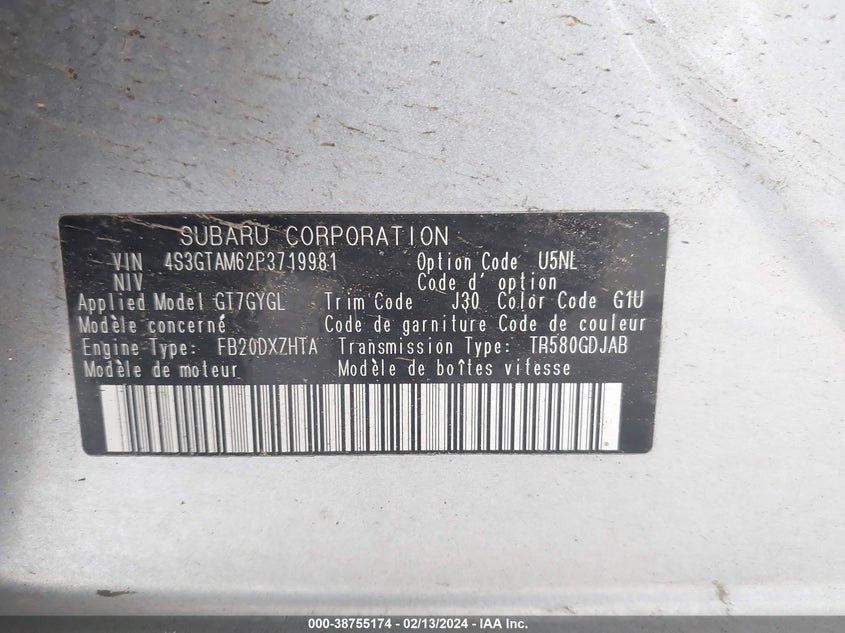 SUBARU CORPORATION
VIN 4S3GTAM62P3719981 Option Code U5NL
NIV Code d' option
Applied Model GT7GYGL Trim Code J30 Color Code G1U
Modèle concerné Code de garniture Code de couleur
Engine Type: FB20DXZHTA Transmission Type: TR580GDJAB
Modèle de moteur Modèle de boîtes vitesse
000-38755174 - 02/13/2024 - IAA Inc.